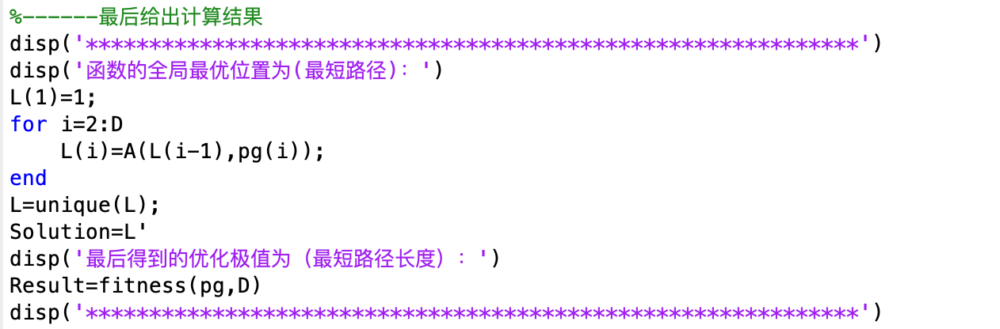 %------最后给出计算结果
disp('*************************************************************')
disp('函数的全局最优位置为(最短路径)：')
L(1)=1;
for i=2:D
    L(i)=A(L(i-1),pg(i));
end
L=unique(L);
Solution=L'
disp('最后得到的优化极值为（最短路径长度）：')
Result=fitness(pg,D)
disp('*************************************************************')